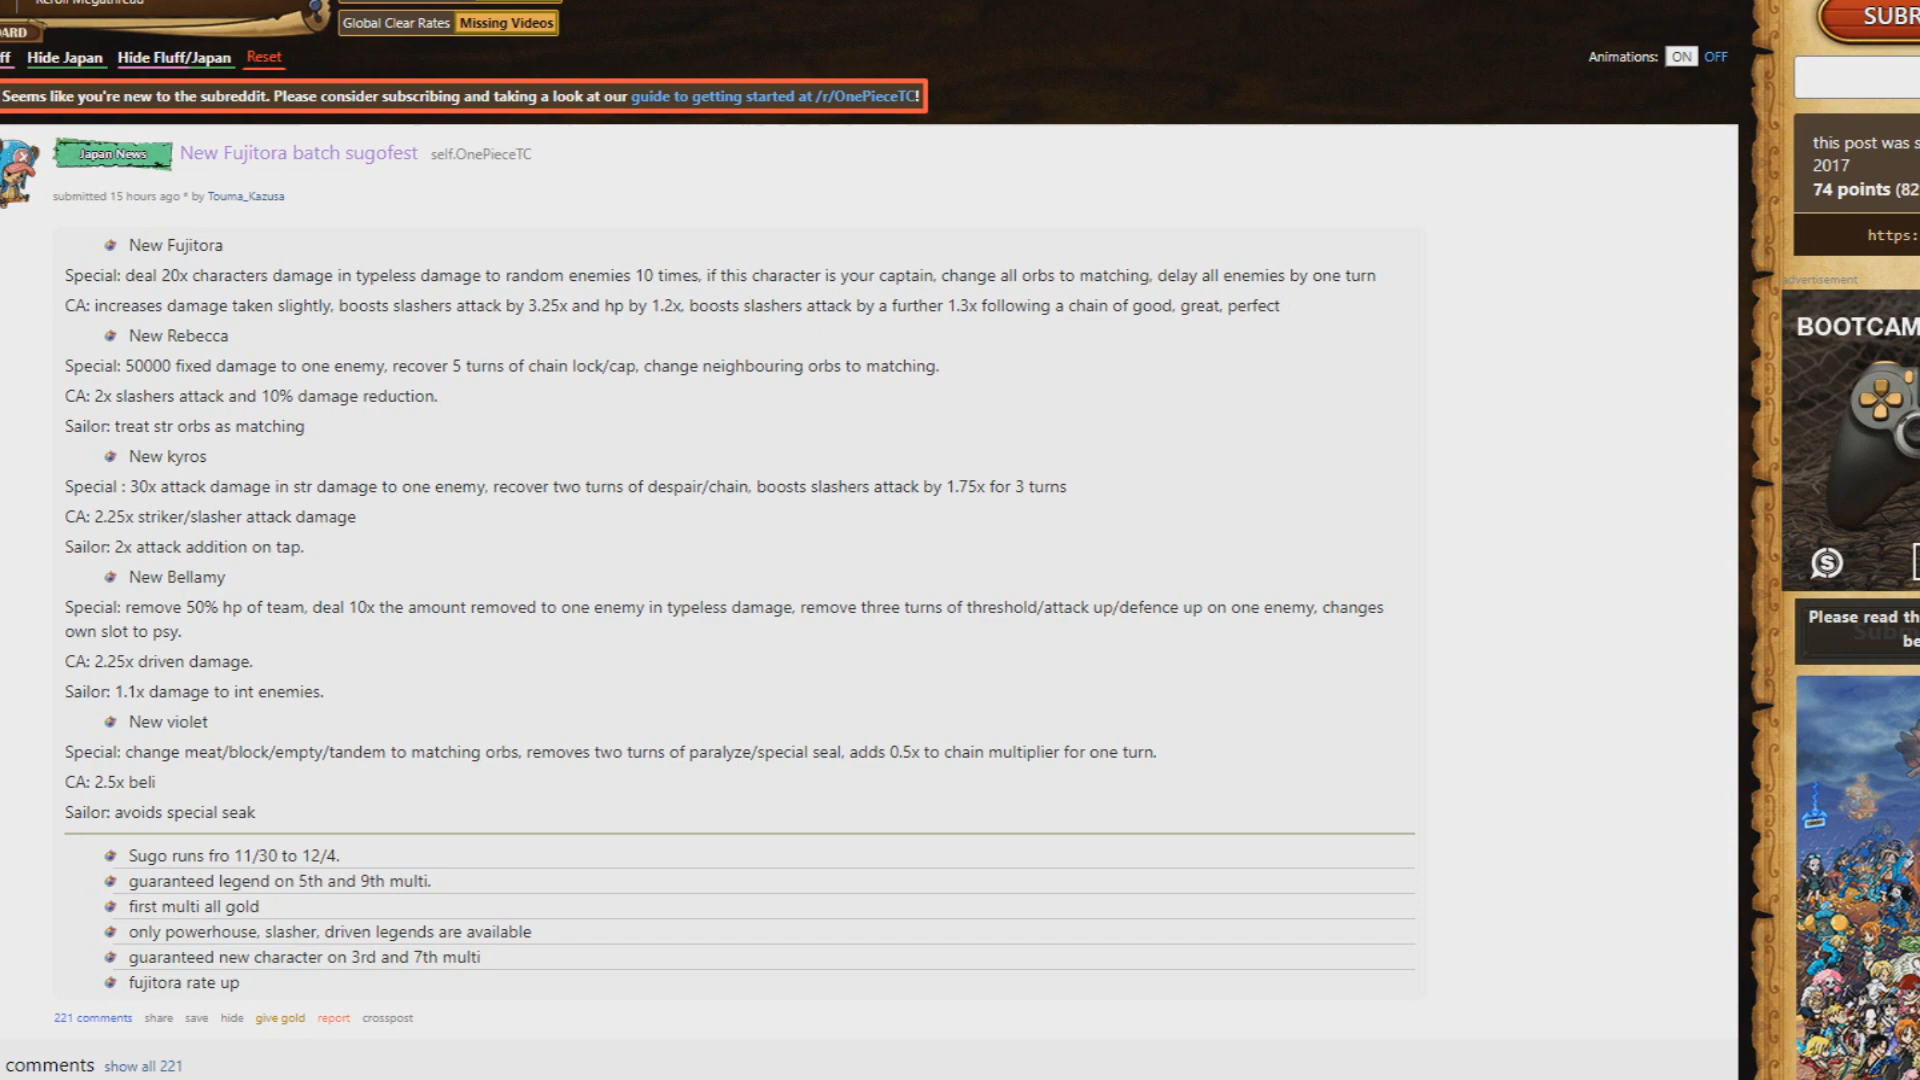 Reroll Megathread
ARD
Global Clear Rates Missing Videos
ff Hide Japan Hide Fluff/Japan Reset
Animations: ON OFF
Seems like you're new to the subreddit. Please consider subscribing and taking a look at our guide to getting started at /r/OnePieceTC!
Japan News New Fujitora batch sugofest self.OnePieceTC
submitted 15 hours ago * by Touma_Kazusa
New Fujitora
Special: deal 20x characters damage in typeless damage to random enemies 10 times, if this character is your captain, change all orbs to matching, delay all enemies by one turn
CA: increases damage taken slightly, boosts slashers attack by 3.25x and hp by 1.2x, boosts slashers attack by a further 1.3x following a chain of good, great, perfect
New Rebecca
Special: 50000 fixed damage to one enemy, recover 5 turns of chain lock/cap, change neighbouring orbs to matching.
CA: 2x slashers attack and 10% damage reduction.
Sailor: treat str orbs as matching
New kyros
Special : 30x attack damage in str damage to one enemy, recover two turns of despair/chain, boosts slashers attack by 1.75x for 3 turns
CA: 2.25x striker/slasher attack damage
Sailor: 2x attack addition on tap.
New Bellamy
Special: remove 50% hp of team, deal 10x the amount removed to one enemy in typeless damage, remove three turns of threshold/attack up/defence up on one enemy, changes
own slot to psy.
CA: 2.25x driven damage.
Sailor: 1.1x damage to int enemies.
New violet
Special: change meat/block/empty/tandem to matching orbs, removes two turns of paralyze/special seal, adds 0.5x to chain multiplier for one turn.
CA: 2.5x beli
Sailor: avoids special seak
Sugo runs fro 11/30 to 12/4.
guaranteed legend on 5th and 9th multi.
first multi all gold
only powerhouse, slasher, driven legends are available
guaranteed new character on 3rd and 7th multi
fujitora rate up
221 comments share save hide give gold report crosspost
comments show all 221
SUBR
this post was s
2017
74 points (82
https:
advertisement
BOOTCAM
Please read th
be